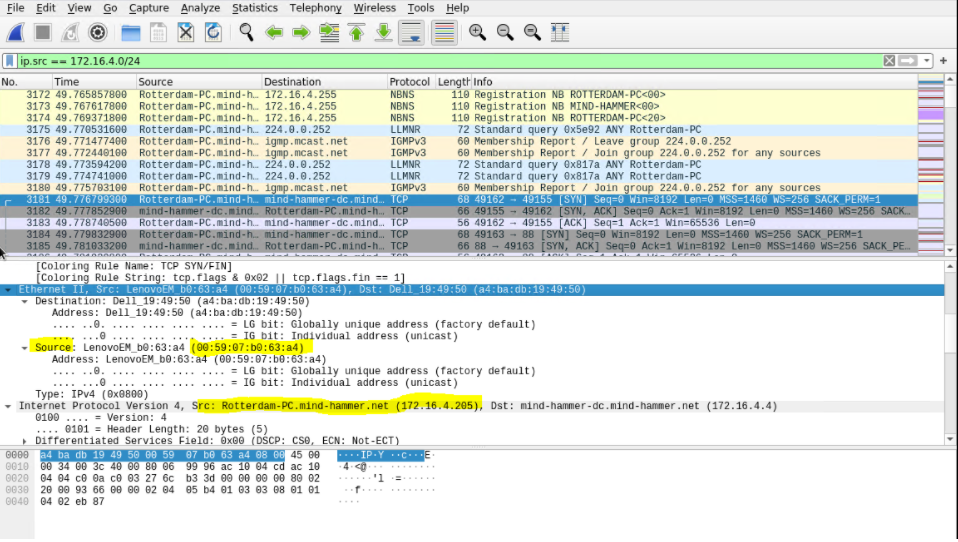 File Edit View Go Capture Analyze Statistics Telephony Wireless Tools Help
ip.src == 172.16.4.0/24
No. Time Source Destination Protocol Length Info
3172 49.765857800 Rotterdam-PC.mind-h… 172.16.4.255 NBNS 110 Registration NB ROTTERDAM-PC<00>
3173 49.767617800 Rotterdam-PC.mind-h… 172.16.4.255 NBNS 110 Registration NB MIND-HAMMER<00>
3174 49.769371800 Rotterdam-PC.mind-h… 172.16.4.255 NBNS 110 Registration NB ROTTERDAM-PC<20>
3175 49.770531600 Rotterdam-PC.mind-h… 224.0.0.252 LLMNR 72 Standard query 0x5e92 ANY Rotterdam-PC
3176 49.771477400 Rotterdam-PC.mind-h… igmp.mcast.net IGMPv3 60 Membership Report / Leave group 224.0.0.252
3177 49.772440100 Rotterdam-PC.mind-h… igmp.mcast.net IGMPv3 60 Membership Report / Join group 224.0.0.252 for any sources
3178 49.773594200 Rotterdam-PC.mind-h… 224.0.0.252 LLMNR 72 Standard query 0x817a ANY Rotterdam-PC
3179 49.774741000 Rotterdam-PC.mind-h… 224.0.0.252 LLMNR 72 Standard query 0x817a ANY Rotterdam-PC
3180 49.775703100 Rotterdam-PC.mind-h… igmp.mcast.net IGMPv3 60 Membership Report / Join group 224.0.0.252 for any sources
3181 49.776799300 Rotterdam-PC.mind-h… mind-hammer-dc.mind… TCP 68 49162 → 49155 [SYN] Seq=0 Win=8192 Len=0 MSS=1460 WS=256 SACK_PERM=1
3182 49.777852900 mind-hammer-dc.mind… Rotterdam-PC.mind-h… TCP 66 49155 → 49162 [SYN, ACK] Seq=0 Ack=1 Win=8192 Len=0 MSS=1460 WS=256 SACK…
3183 49.778740500 Rotterdam-PC.mind-h… mind-hammer-dc.mind… TCP 56 49162 → 49155 [ACK] Seq=1 Ack=1 Win=65536 Len=0
3184 49.779832900 Rotterdam-PC.mind-h… mind-hammer-dc.mind… TCP 68 49163 → 88 [SYN] Seq=0 Win=8192 Len=0 MSS=1460 WS=256 SACK_PERM=1
3185 49.781033200 mind-hammer-dc.mind… Rotterdam-PC.mind-h… TCP 66 88 → 49163 [SYN, ACK] Seq=0 Ack=1 Win=8192 Len=0 MSS=1460 WS=256 SACK_PE…
[Coloring Rule Name: TCP SYN/FIN]
[Coloring Rule String: tcp.flags & 0x02 || tcp.flags.fin == 1]
Ethernet II, Src: LenovoEM_b0:63:a4 (00:59:07:b0:63:a4), Dst: Dell_19:49:50 (a4:ba:db:19:49:50)
Destination: Dell_19:49:50 (a4:ba:db:19:49:50)
Address: Dell_19:49:50 (a4:ba:db:19:49:50)
.... ..0. .... .... .... .... = LG bit: Globally unique address (factory default)
.... ...0 .... .... .... .... = IG bit: Individual address (unicast)
Source: LenovoEM_b0:63:a4 (00:59:07:b0:63:a4)
Address: LenovoEM_b0:63:a4 (00:59:07:b0:63:a4)
.... ..0. .... .... .... .... = LG bit: Globally unique address (factory default)
.... ...0 .... .... .... .... = IG bit: Individual address (unicast)
Type: IPv4 (0x0800)
Internet Protocol Version 4, Src: Rotterdam-PC.mind-hammer.net (172.16.4.205), Dst: mind-hammer-dc.mind-hammer.net (172.16.4.4)
0100 .... = Version: 4
.... 0101 = Header Length: 20 bytes (5)
Differentiated Services Field: 0x00 (DSCP: CS0, ECN: Not-ECT)
0000 a4 ba db 19 49 50 00 59 07 b0 63 a4 08 00 45 00 ····IP·Y ··c···E·
0010 00 34 00 3c 40 00 80 06 99 96 ac 10 04 cd ac 10 ·4·<@··· ········
0020 04 04 c0 0a c0 03 27 6c b3 3d 00 00 00 00 80 02 ······'l ·=······
0030 20 00 93 66 00 00 02 04 05 b4 01 03 03 08 01 01 ··f···· ········
0040 04 02 eb 87 ····